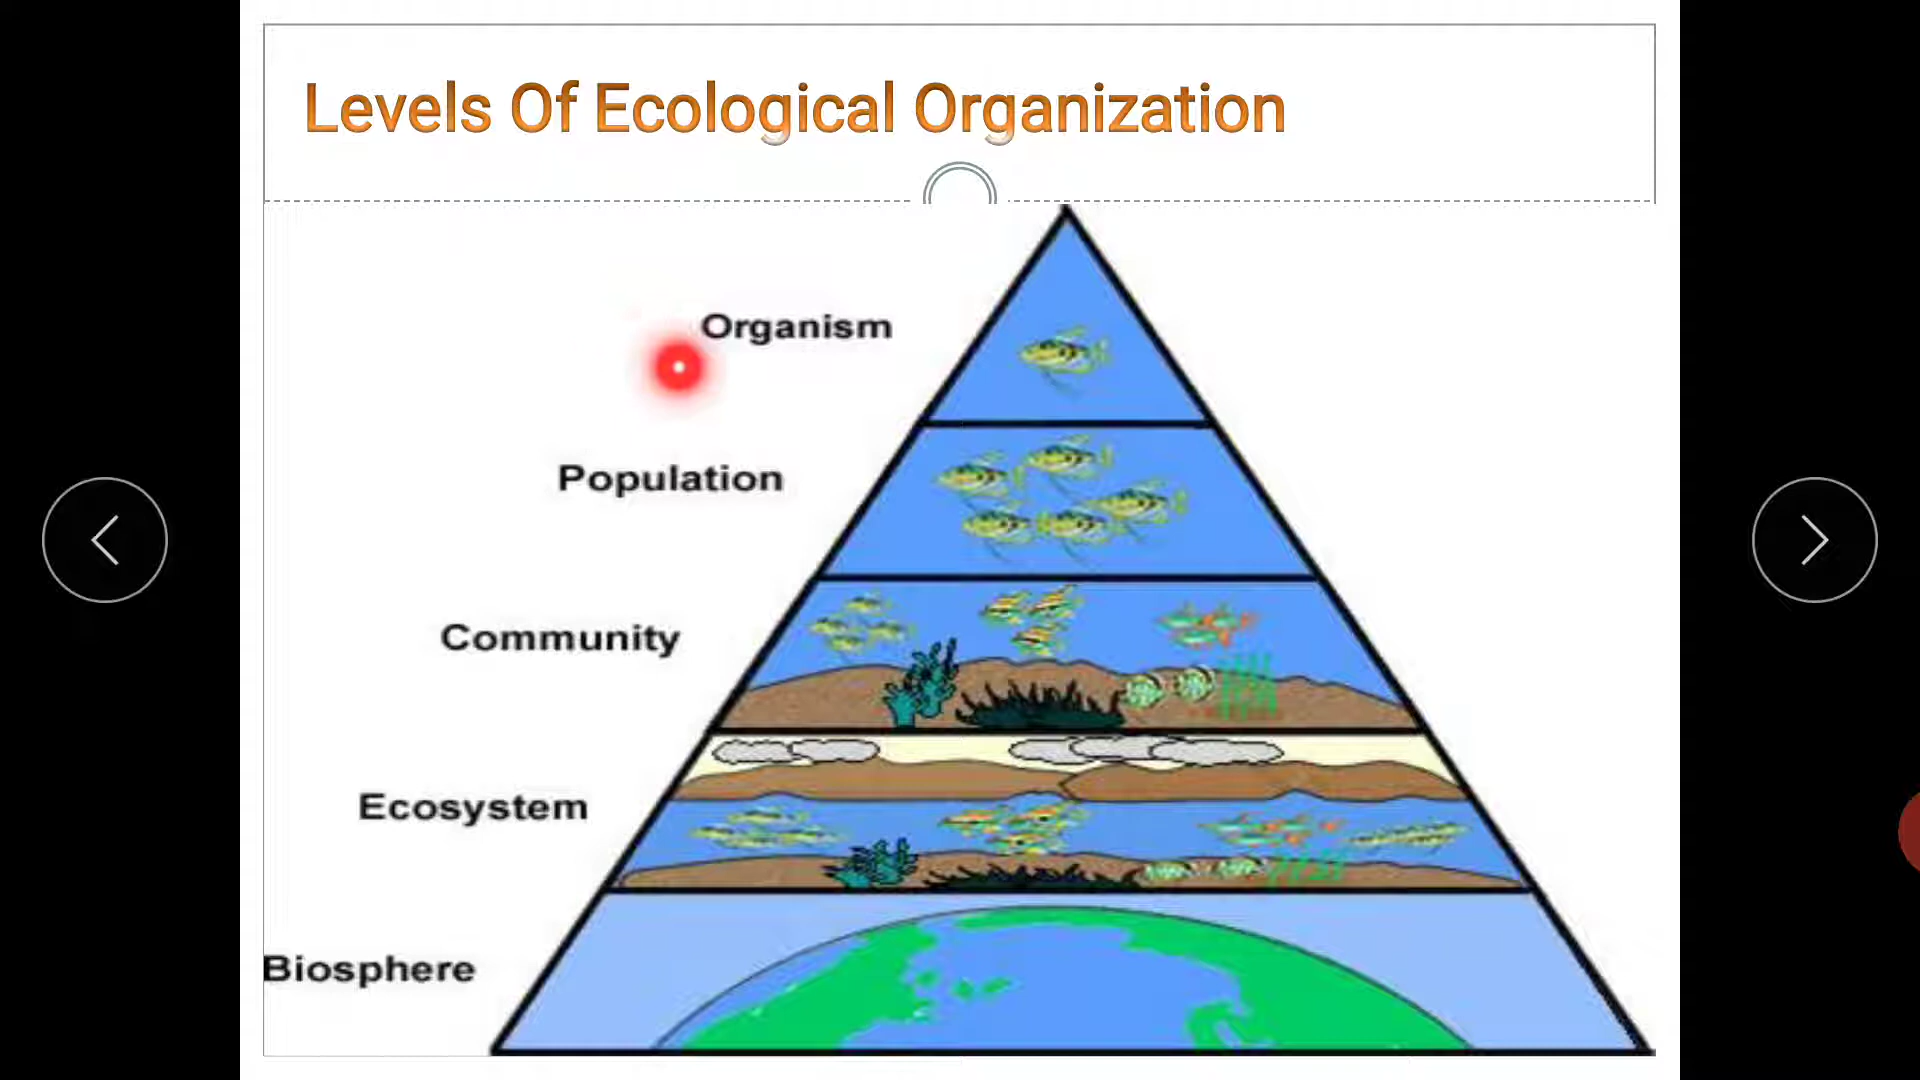 Levels Of Ecological Organization
Organism
Population
Community
Ecosystem
Biosphere